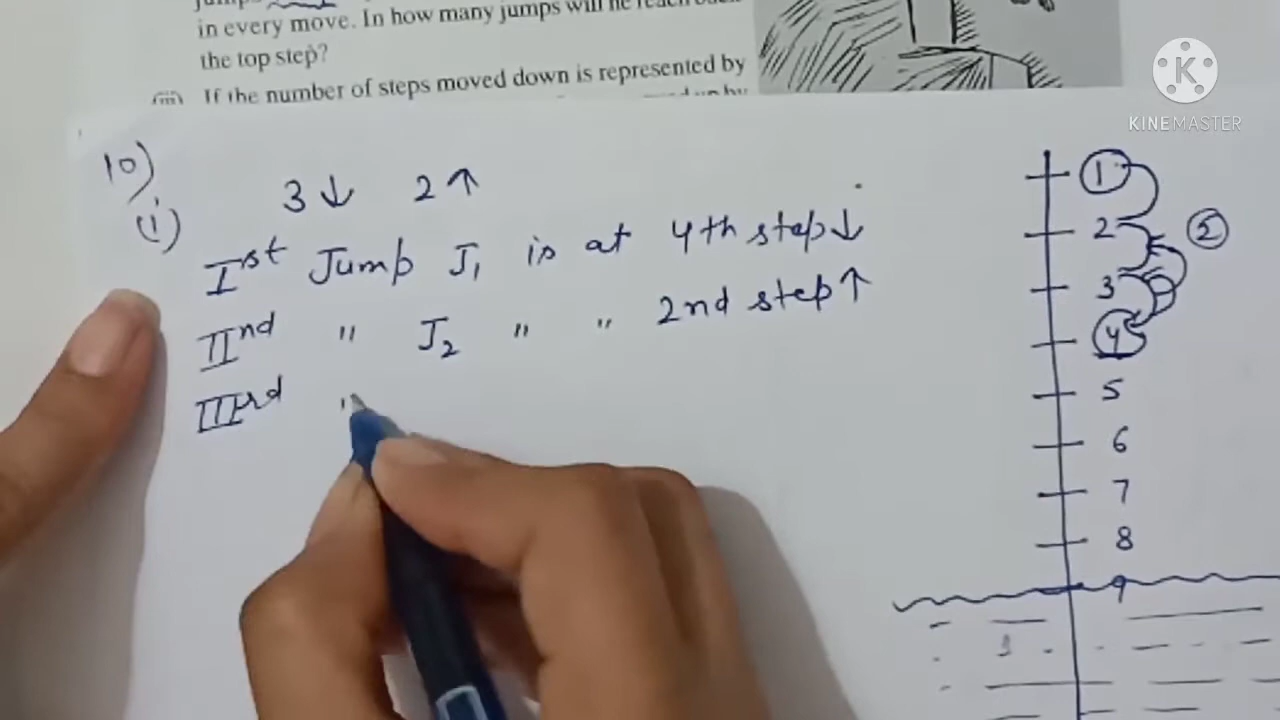 in every move. In how many jumps will he reach back
the top step?
(iii) If the number of steps moved down is represented by
10)
(i) 3 ↓ 2 ↑
Ist Jump J1 is at 4th step ↓
IInd " J2 " " 2nd step ↑
IIIrd "
1
2
3
4
5
6
7
8
9
K
KINEMASTER